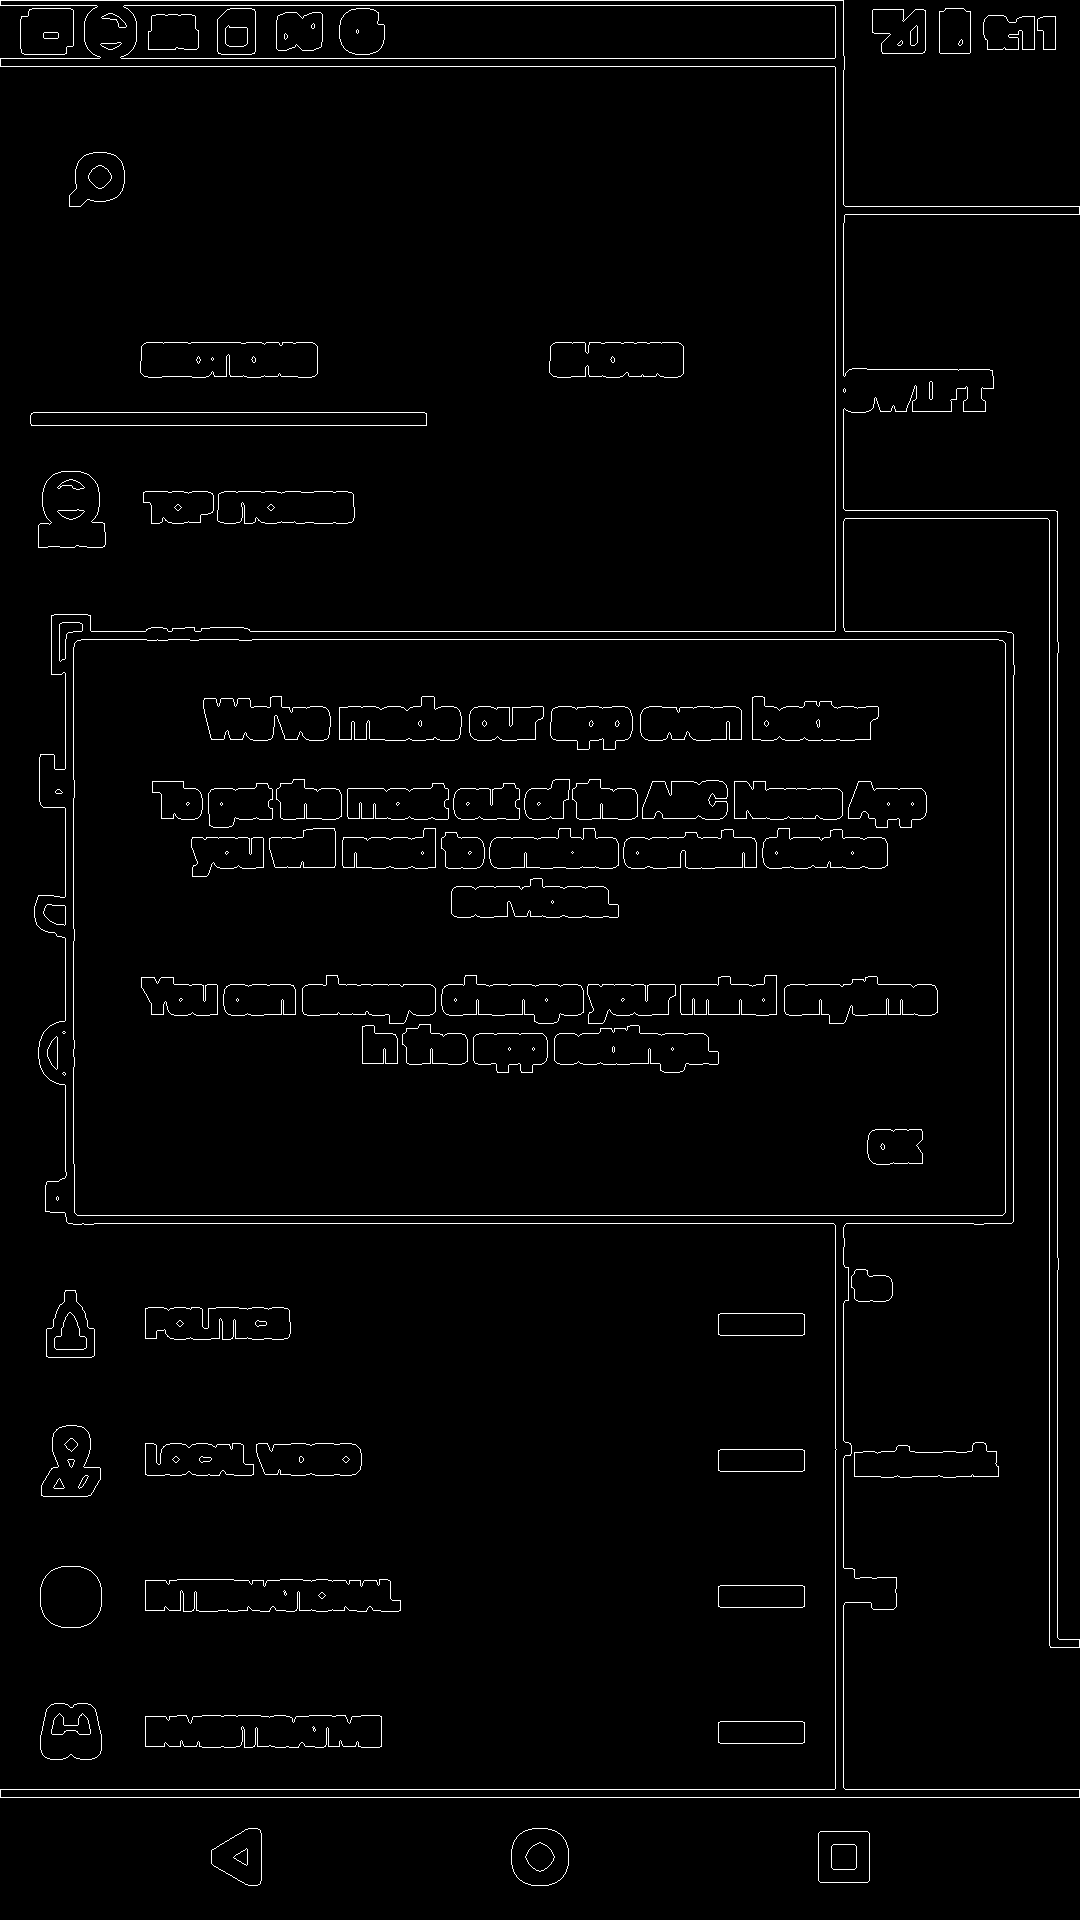 9:11
SECTIONS SHOWS
SWIFT
TOP STORIES
We've made our app even better
To get the most out of the ABC News App
you will need to enable certain device
services.
You can always change your mind anytime
in the app settings.
OK
POLITICS
LOCAL VIDEO
INTERNATIONAL
INVESTIGATIVE